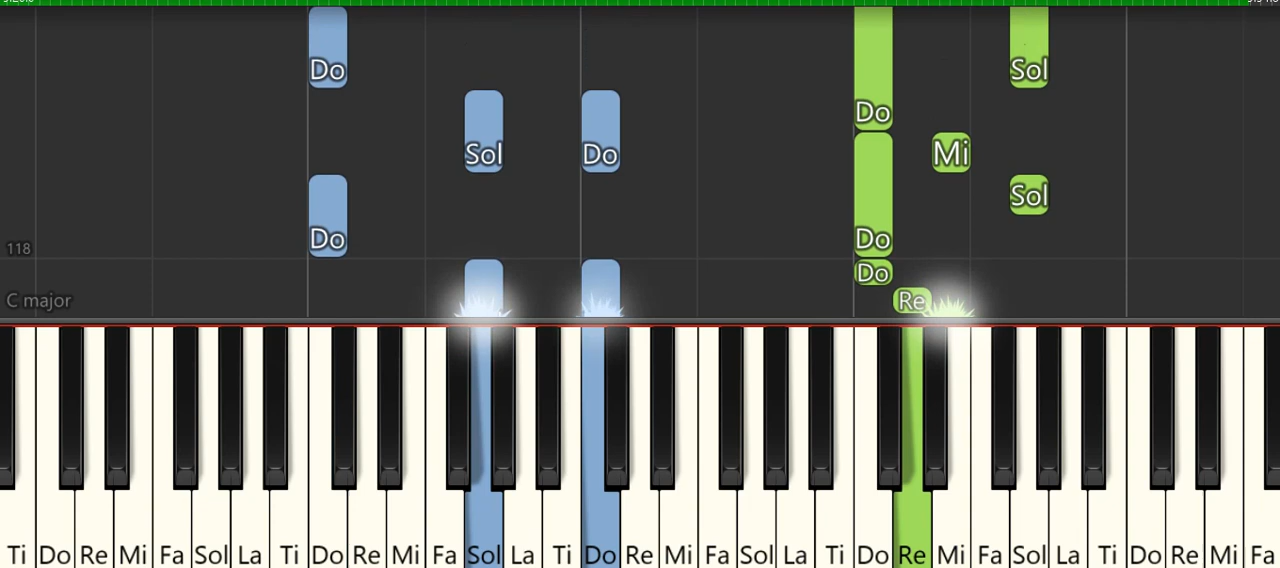 Do Sol
Do
Sol Do Mi
Sol
Do Do
118
Do
C major Re
Ti Do Re Mi Fa Sol La Ti Do Re Mi Fa Sol La Ti Do Re Mi Fa Sol La Ti Do Re Mi Fa Sol La Ti Do Re Mi Fa